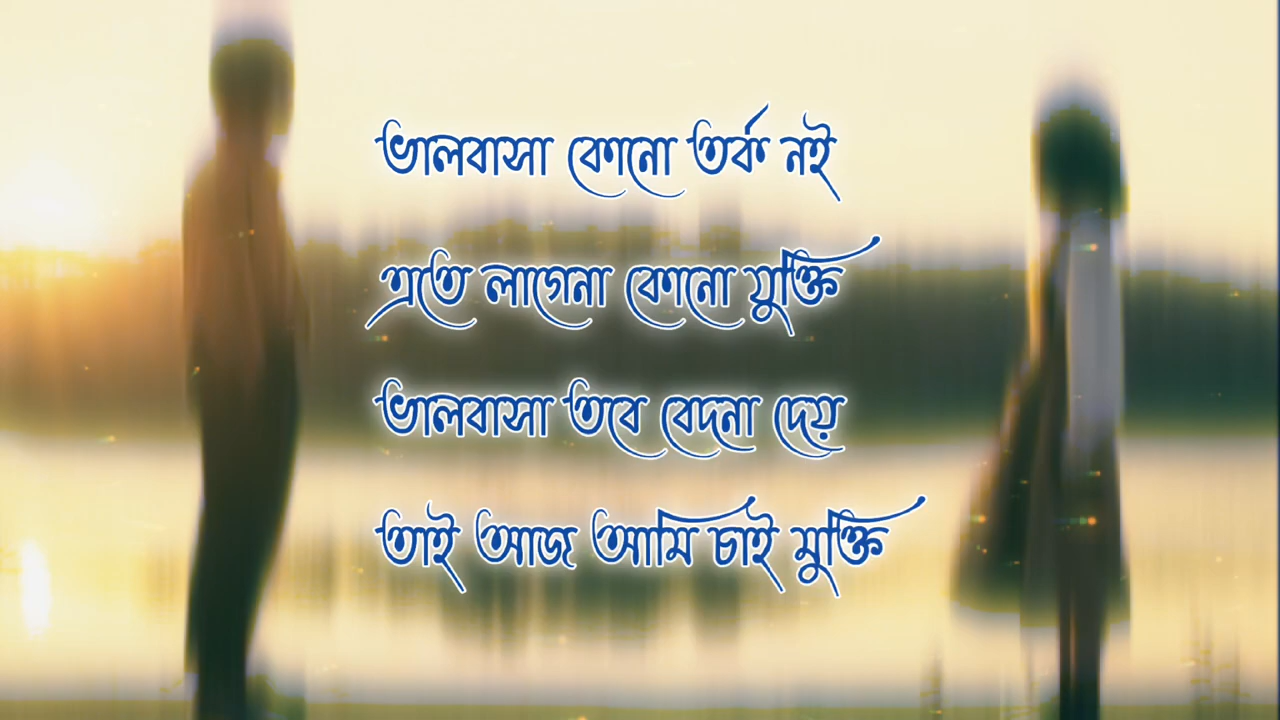 ভালবাসা কোনো তর্ক নই
এতে লাগেনা কোনো যুক্তি
ভালবাসা তবে বেদনা দেয়
তাই আজ আমি চাই মুক্তি